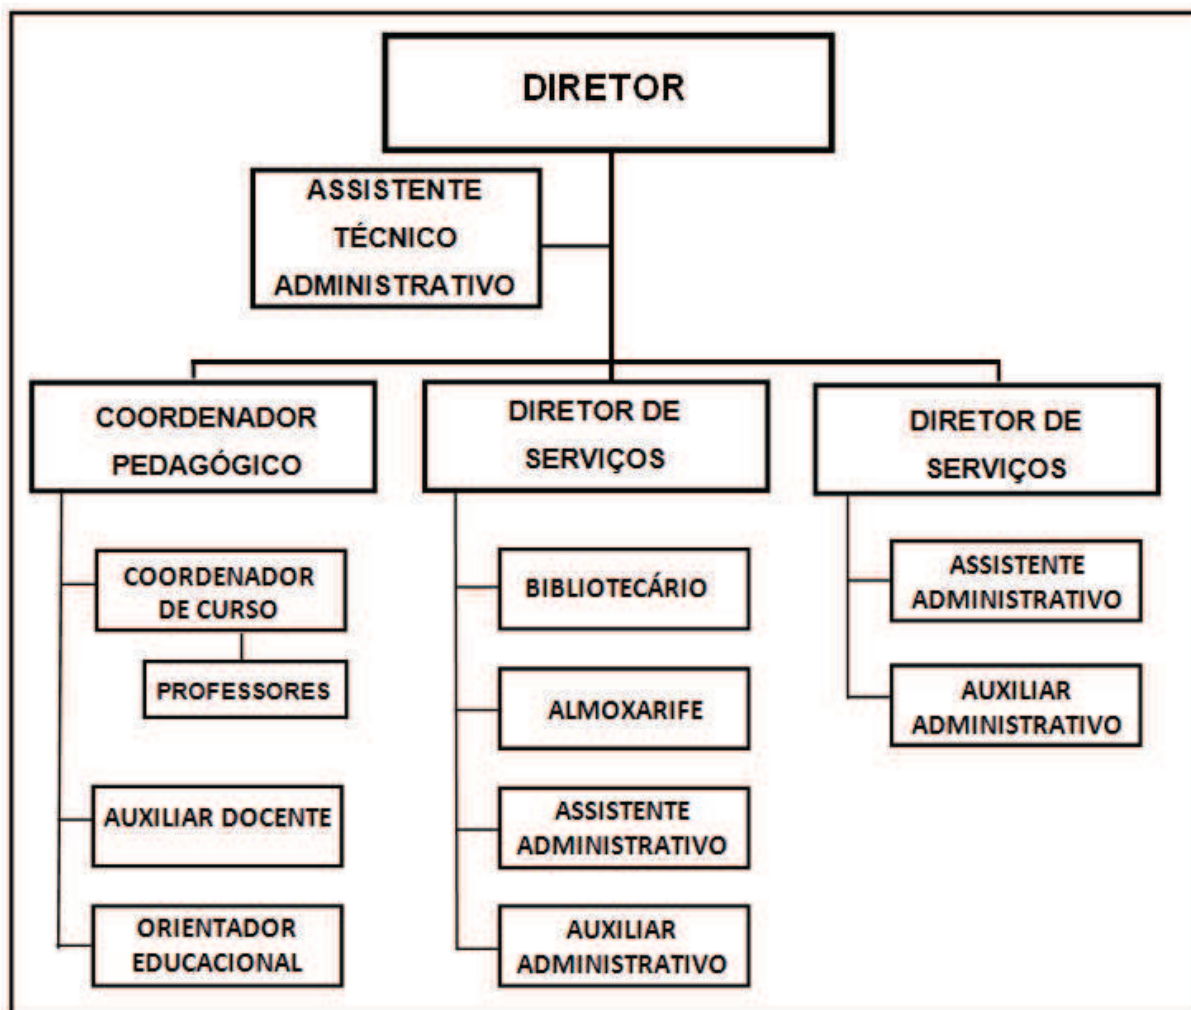 DIRETOR
ASSISTENTE
TÉCNICO
ADMINISTRATIVO
COORDENADOR
PEDAGÓGICO
COORDENADOR
DE CURSO
PROFESSORES
AUXILIAR DOCENTE
ORIENTADOR
EDUCACIONAL
DIRETOR DE
SERVIÇOS
BIBLIOTECÁRIO
ALMOXARIFE
ASSISTENTE
ADMINISTRATIVO
AUXILIAR
ADMINISTRATIVO
DIRETOR DE
SERVIÇOS
ASSISTENTE
ADMINISTRATIVO
AUXILIAR
ADMINISTRATIVO